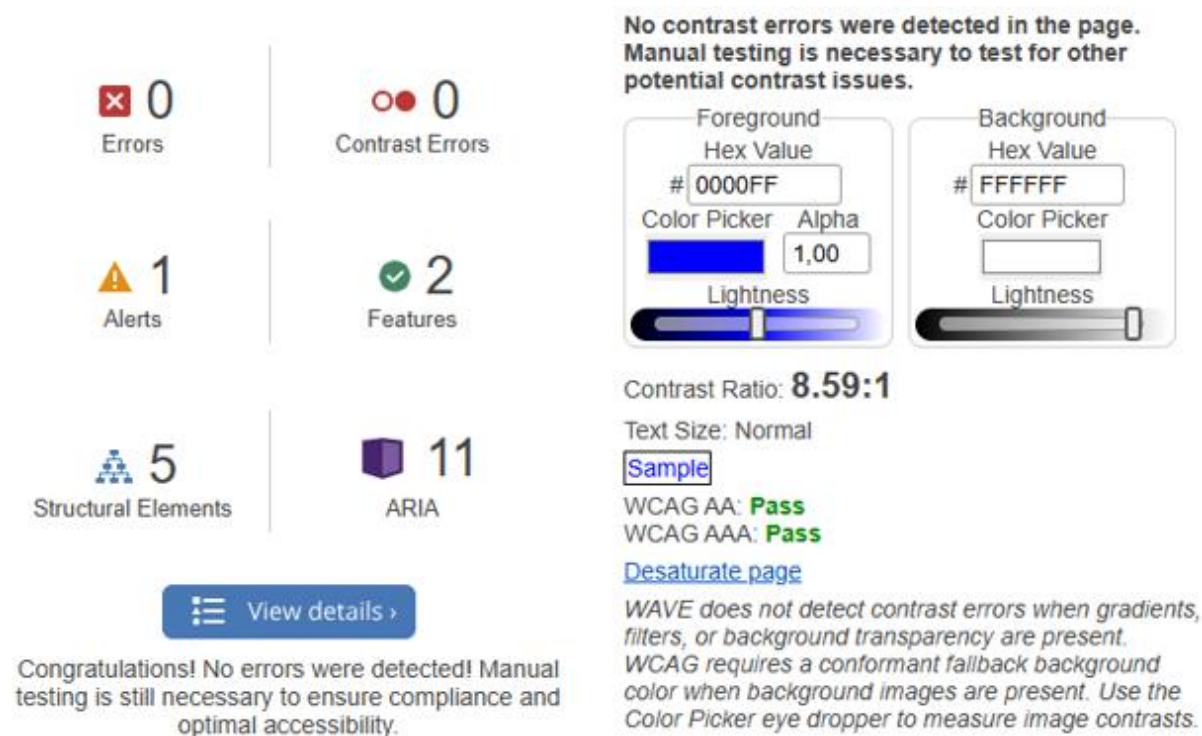 0
Errors
0
Contrast Errors
1
Alerts
2
Features
5
Structural Elements
11
ARIA
View details ›
Congratulations! No errors were detected! Manual
testing is still necessary to ensure compliance and
optimal accessibility.
No contrast errors were detected in the page.
Manual testing is necessary to test for other
potential contrast issues.
Foreground
Hex Value
# 0000FF
Color Picker Alpha
1,00
Lightness
Background
Hex Value
# FFFFFF
Color Picker
Lightness
Contrast Ratio: 8.59:1
Text Size: Normal
Sample
WCAG AA: Pass
WCAG AAA: Pass
Desaturate page
WAVE does not detect contrast errors when gradients,
filters, or background transparency are present.
WCAG requires a conformant fallback background
color when background images are present. Use the
Color Picker eye dropper to measure image contrasts.